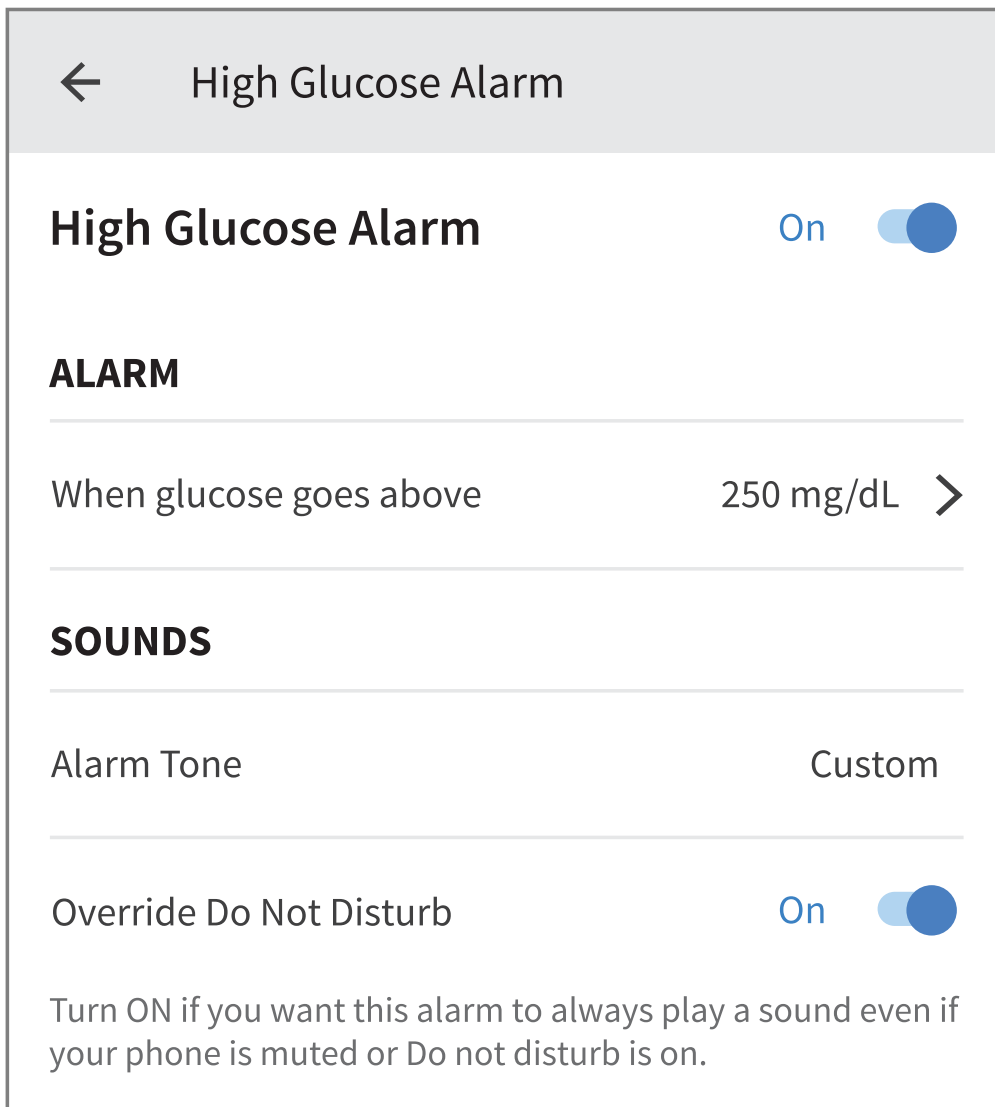 High Glucose Alarm
High Glucose Alarm On
ALARM
When glucose goes above 250 mg/dL
SOUNDS
Alarm Tone Custom
Override Do Not Disturb On
Turn ON if you want this alarm to always play a sound even if
your phone is muted or Do not disturb is on.